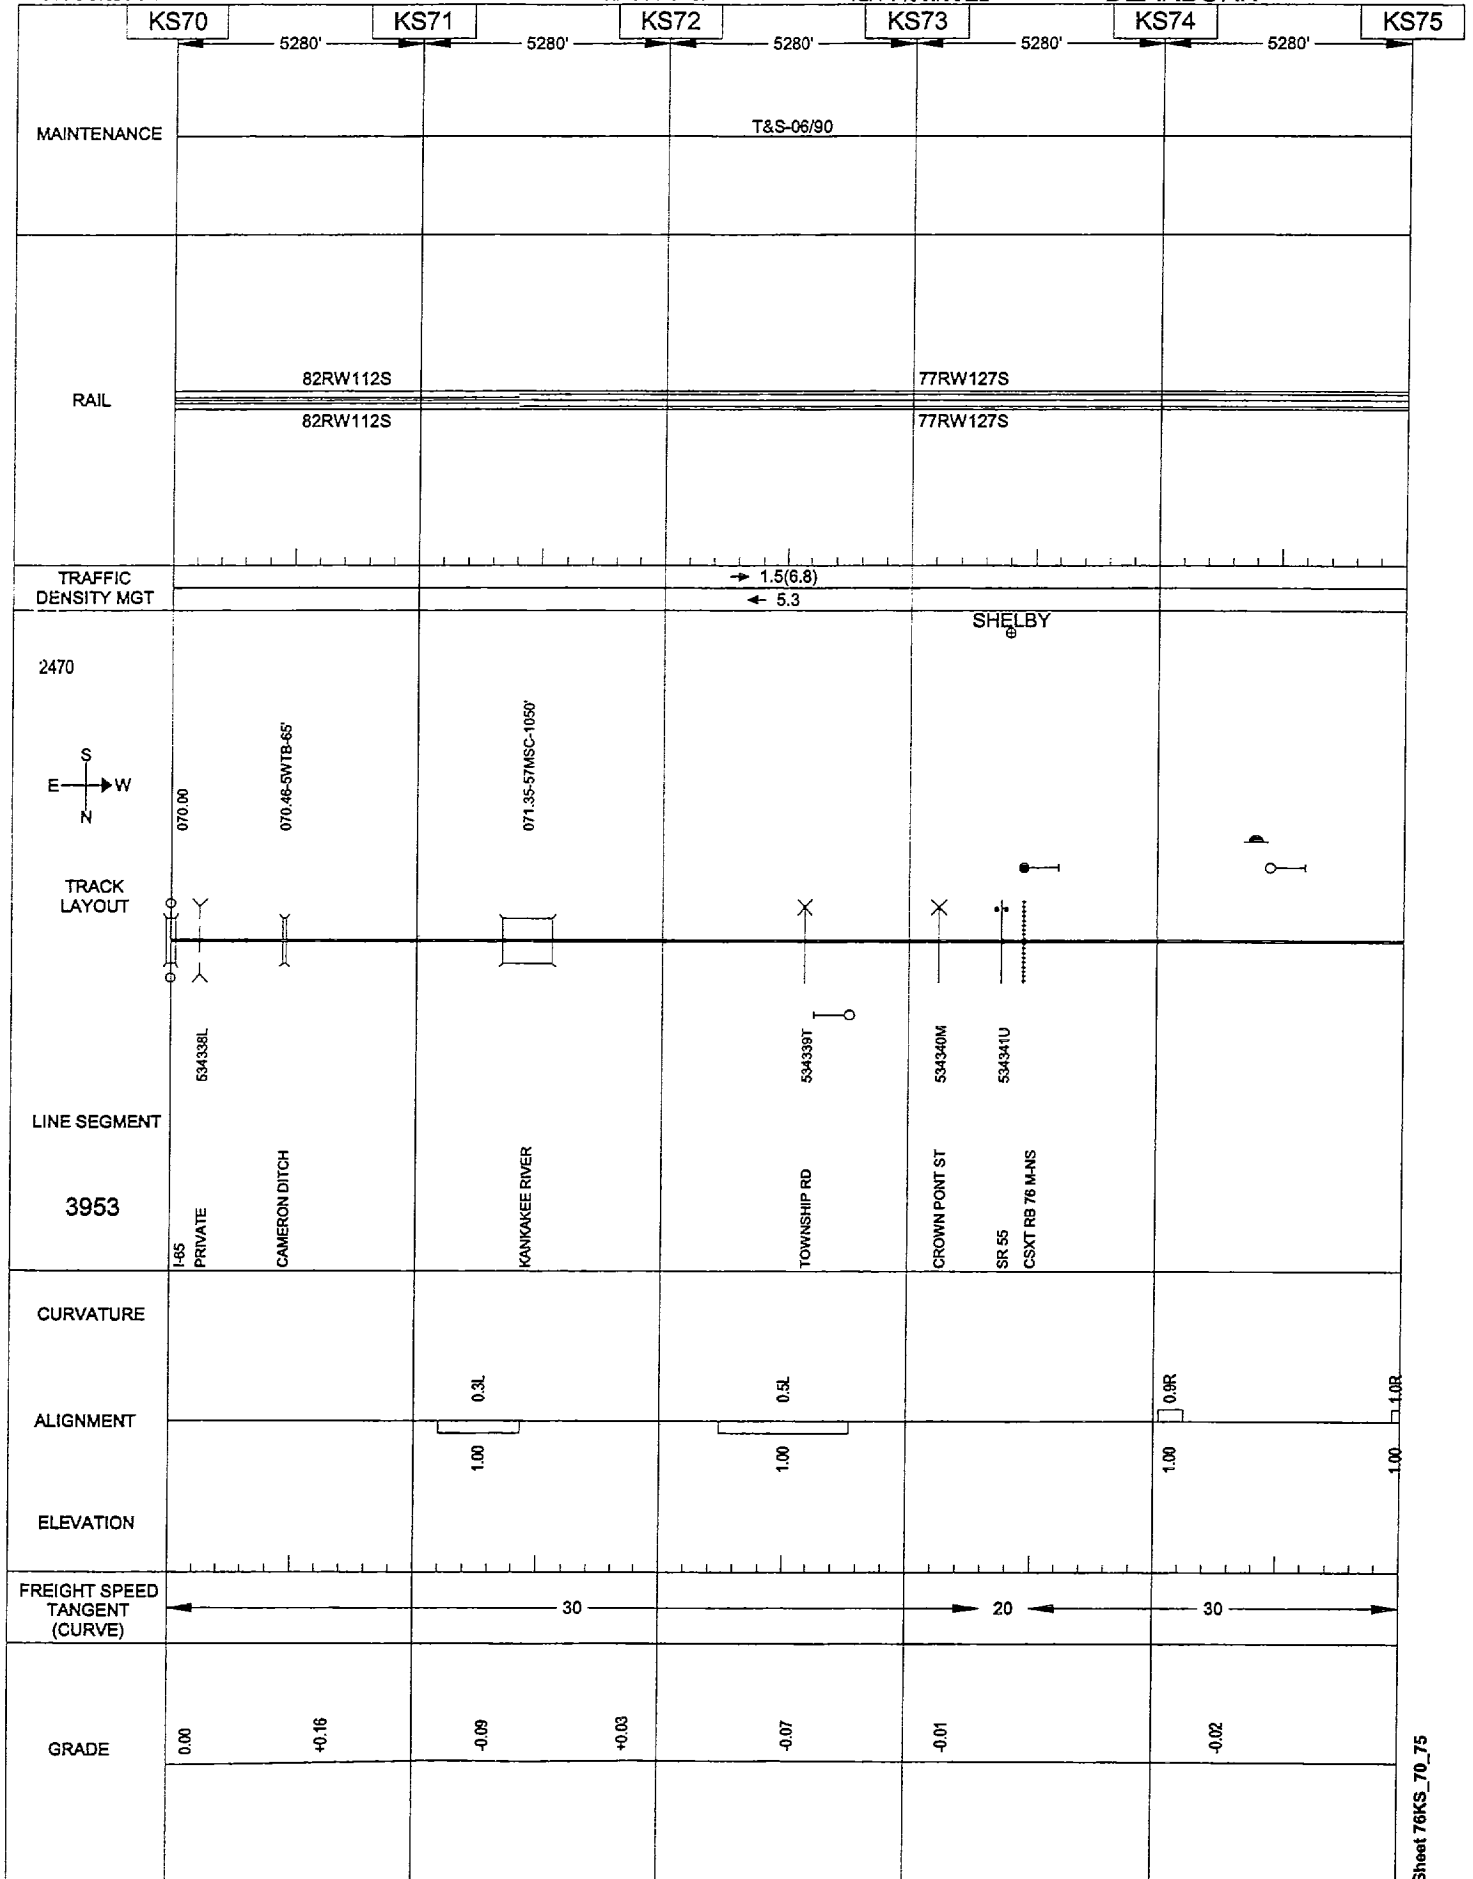 KS70 KS71 KS72 KS73 KS74 KS75
5280' 5280' 5280' 5280' 5280'
MAINTENANCE
T&S-06/90
RAIL
82RW112S 77RW127S
82RW112S 77RW127S
TRAFFIC
DENSITY MGT
→ 1.5(6.8)
← 5.3
SHELBY
2470
S
E W
N
070.00
070.46-5WTB-65'
071.35-57MSC-1050'
TRACK
LAYOUT
534338L
534339T
534340M
534341U
LINE SEGMENT
3953
I-65
PRIVATE
CAMERON DITCH
KANKAKEE RIVER
TOWNSHIP RD
CROWN PONT ST
SR 55
CSXT RB 76 M-NS
CURVATURE
0.3L 0.5L 0.9R 1.0R
ALIGNMENT
1.00 1.00 1.00 1.00
ELEVATION
FREIGHT SPEED
TANGENT
(CURVE)
30 20 30
GRADE
0.00 +0.16 -0.09 +0.03 -0.07 -0.01 -0.02
Sheet 76KS_70_75